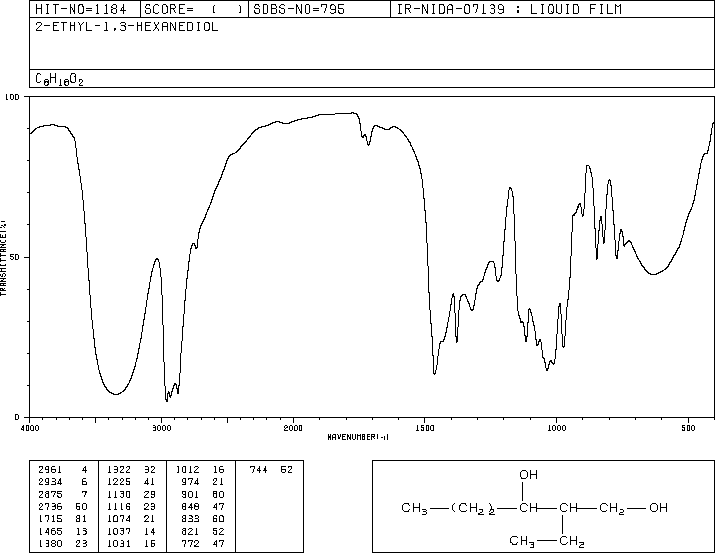 HIT-NO=1184 SCORE= ( ) SDBS-NO=795 IR-NIDA-07139 : LIQUID FILM
2-ETHYL-1,3-HEXANEDIOL
C8H18O2
100
50
0
TRANSMITTANCE(%)
4000 3000 2000 1500 1000 500
WAVENUMBER(-1)
2961 4 1322 32 1012 16 744 52
2934 6 1225 41 974 21
2875 7 1130 29 901 60
2736 50 1116 23 848 47
1715 81 1074 21 833 60
1465 13 1037 14 821 52
1380 23 1031 16 772 47
OH
CH3—(CH2)2—CH—CH—CH2—OH
CH3—CH2